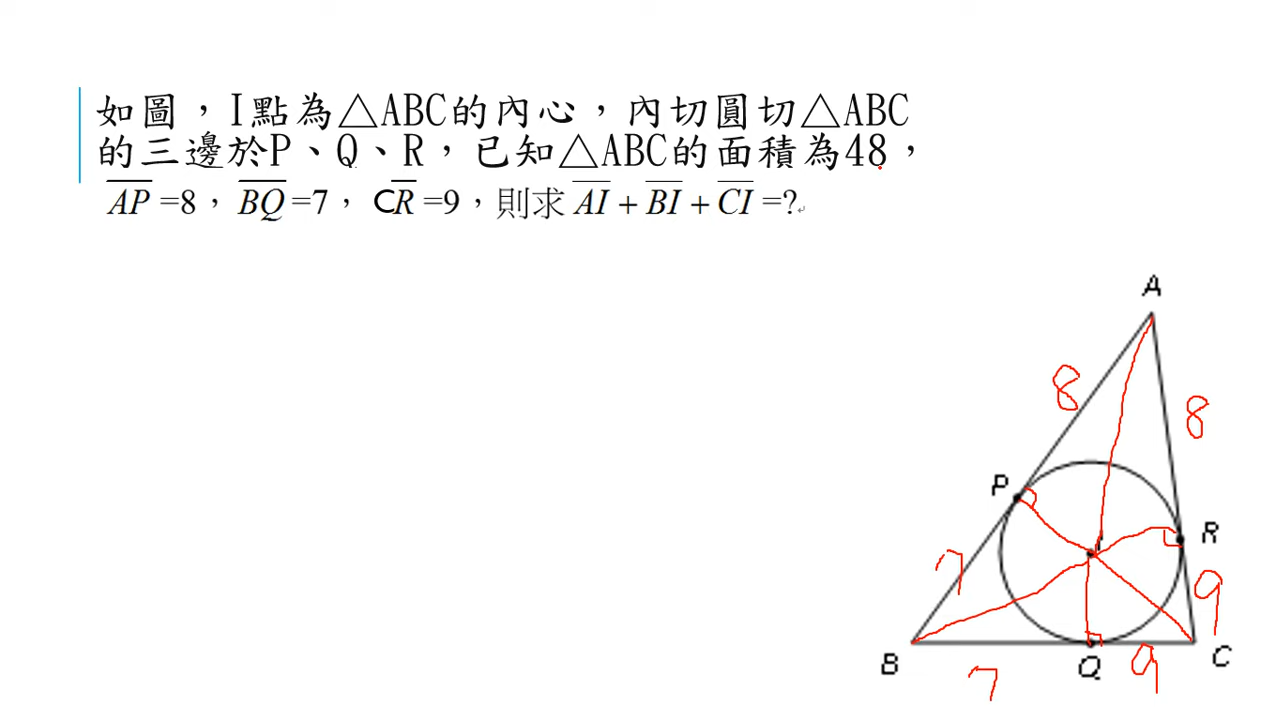 如圖，I點為△ABC的內心，內切圓切△ABC
的三邊於P、Q、R，已知△ABC的面積為48，
AP=8，BQ=7，CR=9，則求AI+BI+CI=?
A
8
8
P
I
R
7
9
B
Q
C
7
9